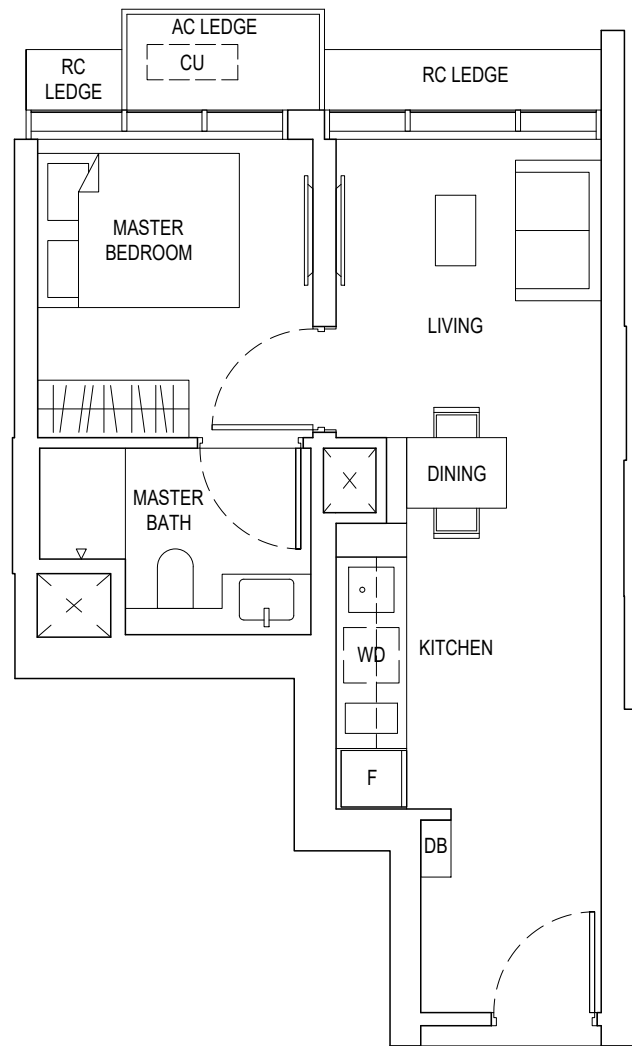 AC LEDGE
CU
RC
LEDGE
RC LEDGE
MASTER
BEDROOM
LIVING
DINING
MASTER
BATH
WD
KITCHEN
F
DB